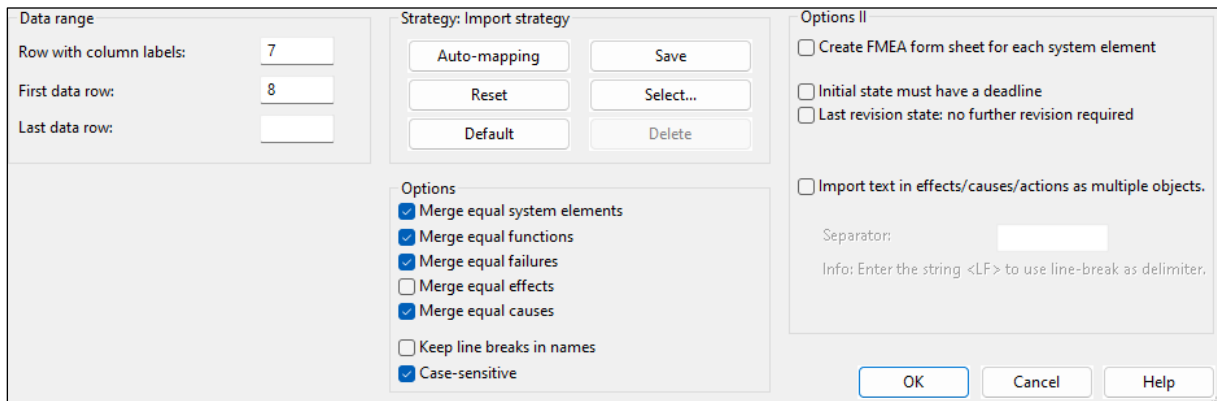 Data range
Row with column labels: 7
First data row: 8
Last data row:
Strategy: Import strategy
Auto-mapping Save
Reset Select...
Default Delete
Options
Merge equal system elements
Merge equal functions
Merge equal failures
Merge equal effects
Merge equal causes
Keep line breaks in names
Case-sensitive
Options II
Create FMEA form sheet for each system element
Initial state must have a deadline
Last revision state: no further revision required
Import text in effects/causes/actions as multiple objects.
Separator:
Info: Enter the string <LF> to use line-break as delimiter.
OK Cancel Help